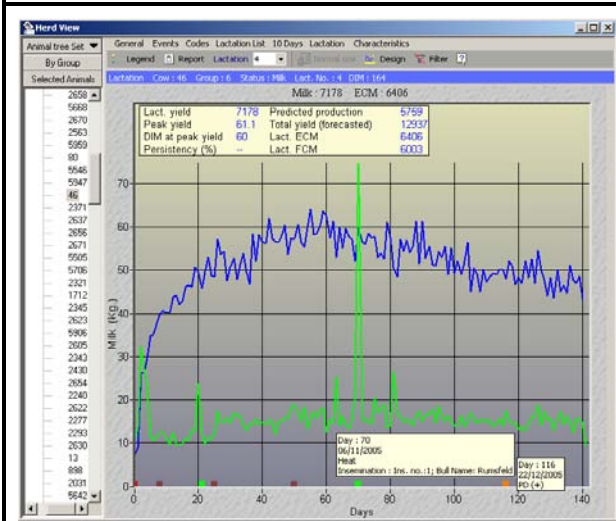 Herd View
Animal tree Set
General Events Codes Lactation List 10 Days Lactation Characteristics
By Group
Legend Report Lactation 4 Normal Line Design Filter ?
Selected Animals
Lactation Cow : 46 Group : 6 Status : Milk Lact. No. : 4 DIM : 164
Milk : 7178 ECM : 6406
Lact. yield 7178 Predicted production 5759
Peak yield 61.1 Total yield (forecasted) 12937
DIM at peak yield 60 Lact. ECM 6406
Persistency (%) -- Lact. FCM 6003
2658
5668
2670
2563
5959
80
5546
5947
46
2371
2637
2656
2671
5505
5706
2321
1712
2345
2623
5906
2605
2343
2430
2654
2240
2622
2277
2293
2630
13
898
2031
5642
Milk (Kg.)
70
60
50
40
30
20
10
0
Day : 70
06/11/2005
Heat
Insemination : Ins. no.:1; Bull Name: Rumsfeld
Day : 116
22/12/2005
PD (+)
0 20 40 60 80 100 120 140
Days